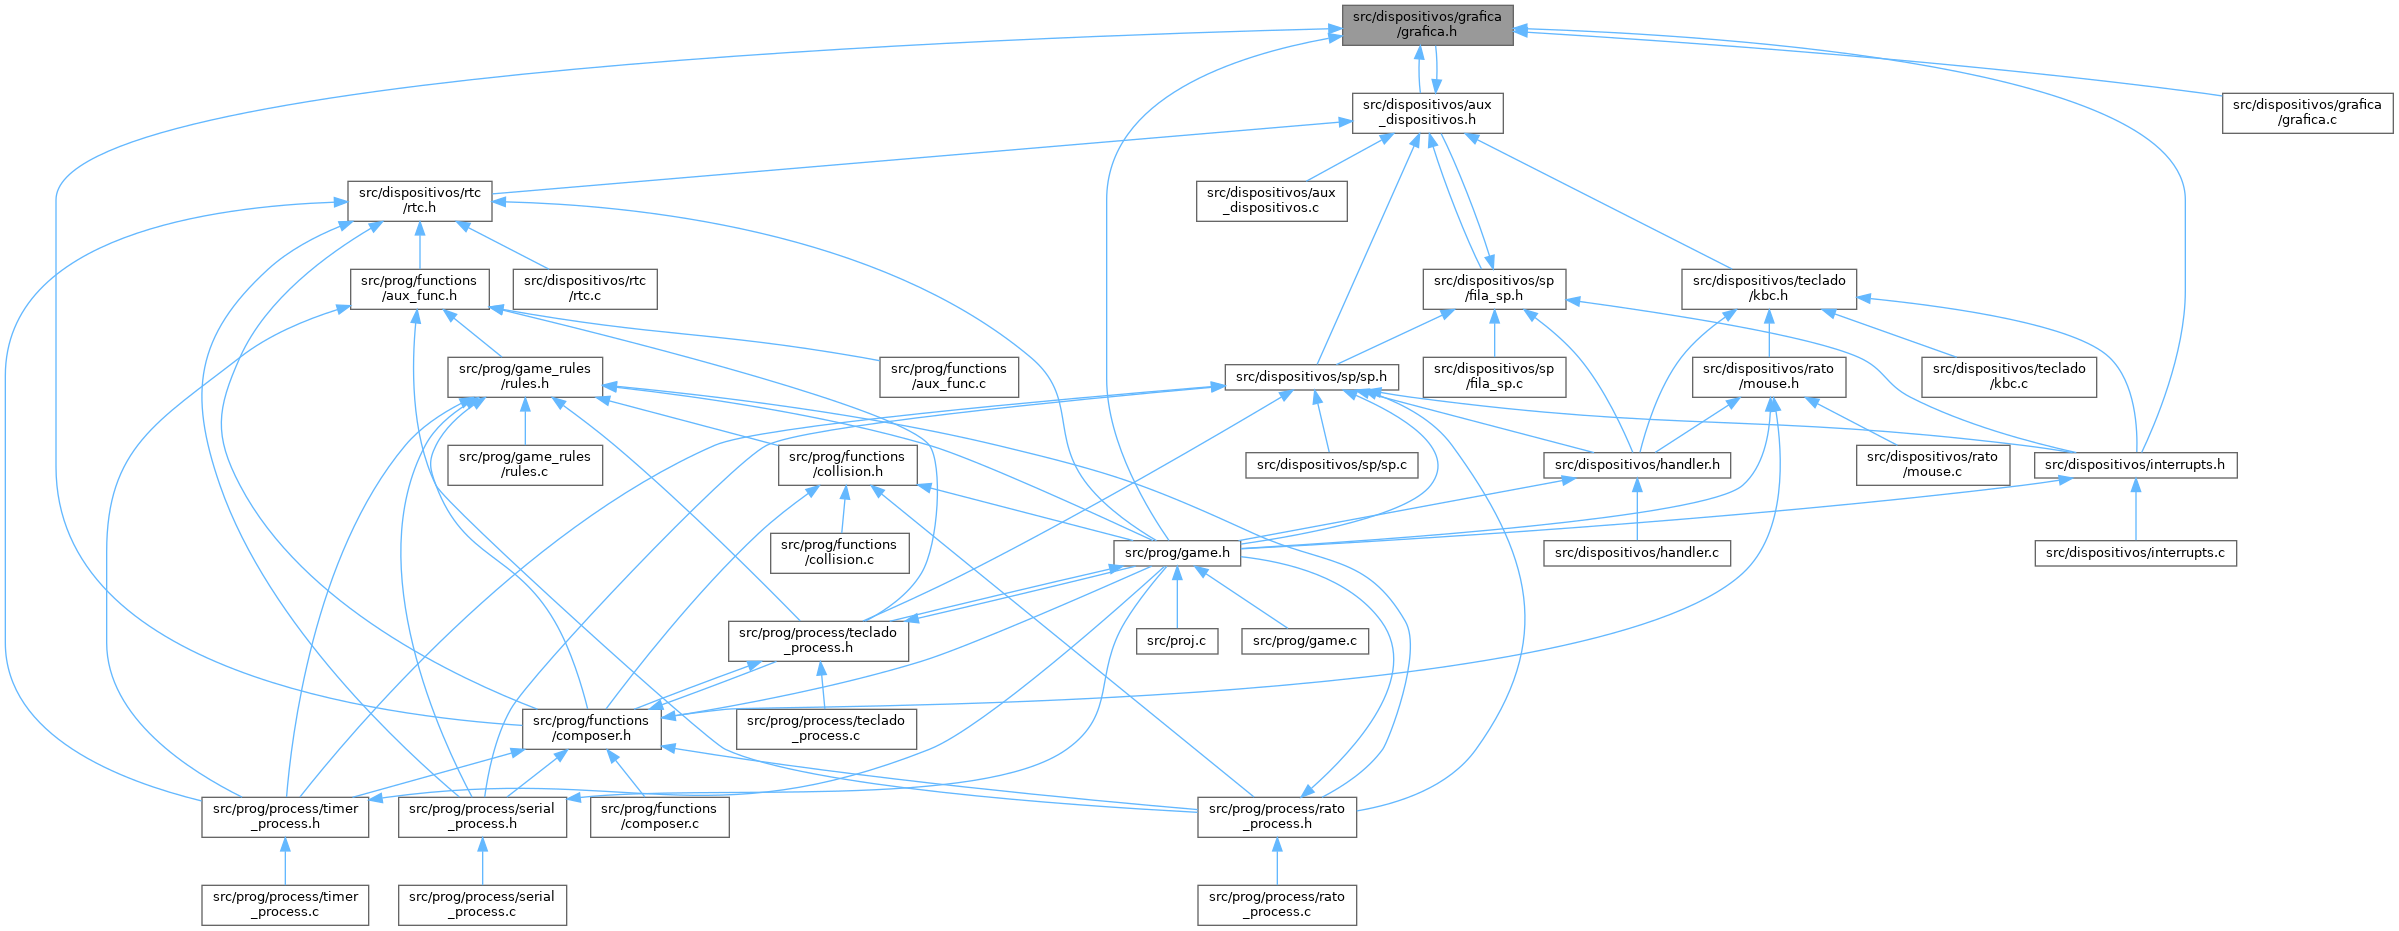 src/dispositivos/grafica
/grafica.h
src/dispositivos/aux
_dispositivos.h
src/dispositivos/grafica
/grafica.c
src/dispositivos/rtc
/rtc.h
src/dispositivos/aux
_dispositivos.c
src/prog/functions
/aux_func.h
src/dispositivos/rtc
/rtc.c
src/dispositivos/sp
/fila_sp.h
src/dispositivos/teclado
/kbc.h
src/prog/game_rules
/rules.h
src/prog/functions
/aux_func.c
src/dispositivos/sp/sp.h
src/dispositivos/sp
/fila_sp.c
src/dispositivos/rato
/mouse.h
src/dispositivos/teclado
/kbc.c
src/prog/game_rules
/rules.c
src/prog/functions
/collision.h
src/dispositivos/sp/sp.c
src/dispositivos/handler.h
src/dispositivos/rato
/mouse.c
src/dispositivos/interrupts.h
src/prog/functions
/collision.c
src/prog/game.h
src/dispositivos/handler.c
src/dispositivos/interrupts.c
src/prog/process/teclado
_process.h
src/proj.c
src/prog/game.c
src/prog/functions
/composer.h
src/prog/process/teclado
_process.c
src/prog/process/timer
_process.h
src/prog/process/serial
_process.h
src/prog/functions
/composer.c
src/prog/process/rato
_process.h
src/prog/process/timer
_process.c
src/prog/process/serial
_process.c
src/prog/process/rato
_process.c